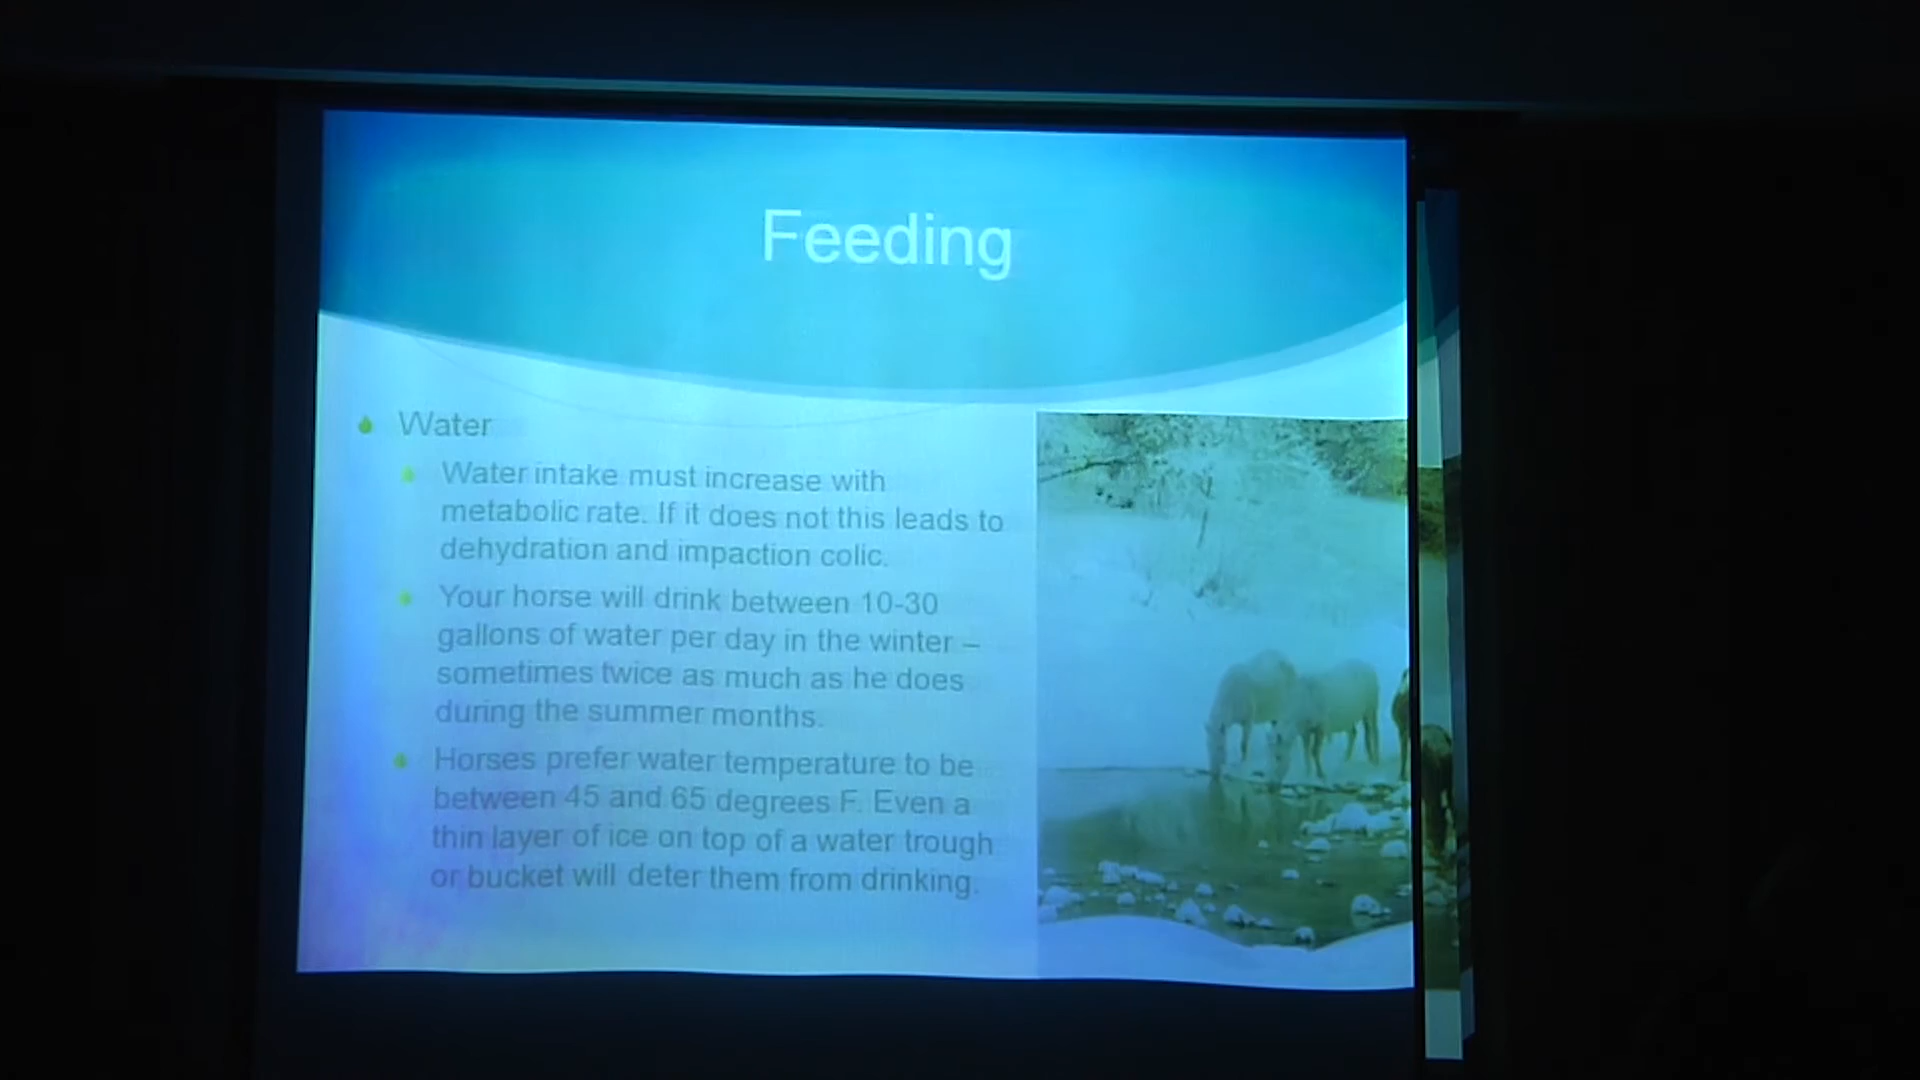 Feeding
Water
Water intake must increase with
metabolic rate. If it does not this leads to
dehydration and impaction colic.
Your horse will drink between 10-30
gallons of water per day in the winter –
sometimes twice as much as he does
during the summer months.
Horses prefer water temperature to be
between 45 and 65 degrees F. Even a
thin layer of ice on top of a water trough
or bucket will deter them from drinking.